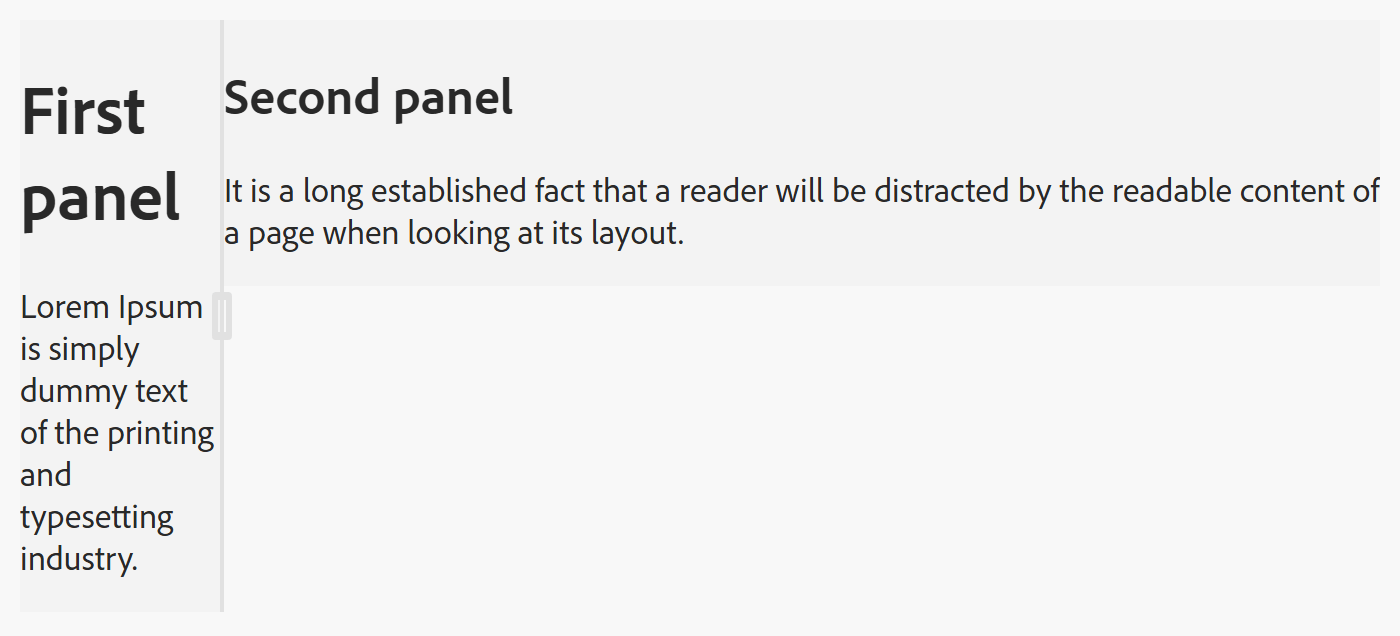 First
panel
Lorem Ipsum
is simply
dummy text
of the printing
and
typesetting
industry.
Second panel
It is a long established fact that a reader will be distracted by the readable content of
a page when looking at its layout.